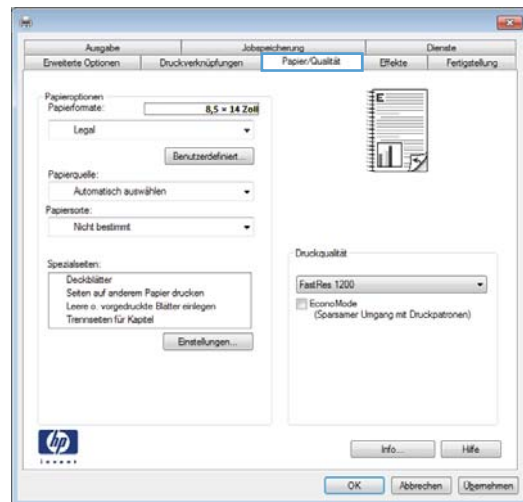 Ausgabe Jobspeicherung Dienste
Erweiterte Optionen Druckverknüpfungen Papier/Qualität Effekte Fertigstellung
Papieroptionen
Papierformate: 8,5 × 14 Zoll
Legal
Benutzerdefiniert...
Papierquelle:
Automatisch auswählen
Papiersorte:
Nicht bestimmt
Spezialseiten:
Deckblätter
Seiten auf anderem Papier drucken
Leere o. vorgedruckte Blätter einlegen
Trennseiten für Kapitel
Einstellungen...
E
Druckqualität
FastRes 1200
EconoMode
(Sparsamer Umgang mit Druckpatronen)
hp
invent
Info... Hilfe
OK Abbrechen Übernehmen